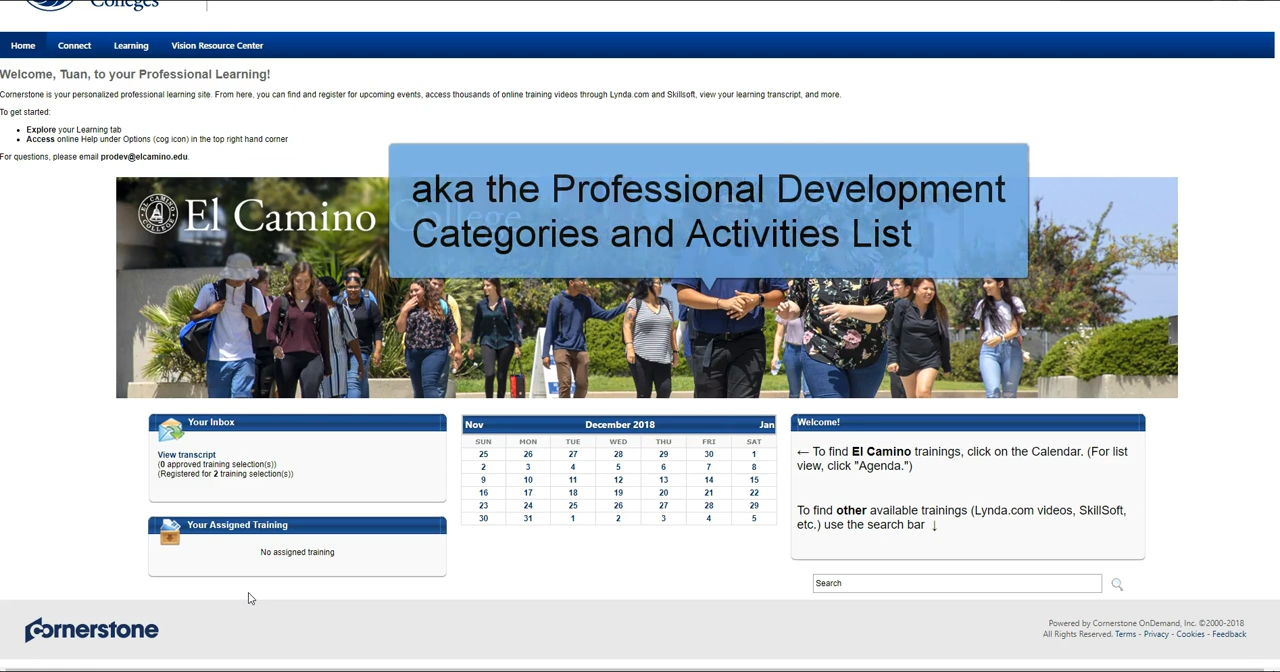 Colleges
Home Connect Learning Vision Resource Center
Welcome, Tuan, to your Professional Learning!
Cornerstone is your personalized professional learning site. From here, you can find and register for upcoming events, access thousands of online training videos through Lynda.com and Skillsoft, view your learning transcript, and more.
To get started:
• Explore your Learning tab
• Access online Help under Options (cog icon) in the top right hand corner
For questions, please email prodev@elcamino.edu.
aka the Professional Development
Categories and Activities List
EL CAMINO COLLEGE
El Camino College
Your Inbox
View transcript
(0 approved training selection(s))
(Registered for 2 training selection(s))
Your Assigned Training
No assigned training
Nov December 2018 Jan
SUN MON TUE WED THU FRI SAT
25 26 27 28 29 30 1
2 3 4 5 6 7 8
9 10 11 12 13 14 15
16 17 18 19 20 21 22
23 24 25 26 27 28 29
30 31 1 2 3 4 5
Welcome!
← To find El Camino trainings, click on the Calendar. (For list
view, click "Agenda.")
To find other available trainings (Lynda.com videos, SkillSoft,
etc.) use the search bar ↓
Search
Cornerstone
Powered by Cornerstone OnDemand, Inc. ©2000-2018
All Rights Reserved. Terms - Privacy - Cookies - Feedback